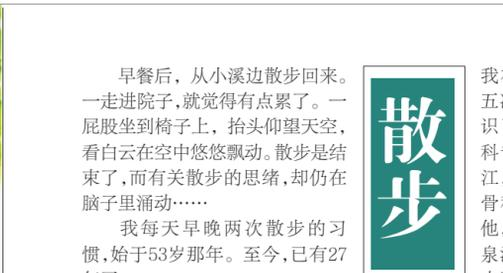 早餐后，从小溪边散步回来。
一走进院子，就觉得有点累了。一
屁股坐到椅子上，抬头仰望天空，
看白云在空中悠悠飘动。散步是结
束了，而有关散步的思绪，却仍在
脑子里涌动……
我每天早晚两次散步的习
惯，始于53岁那年。至今，已有27
散步
五
识
科
江
骨
他，